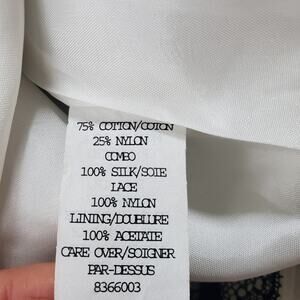 75% COTTON/COTON
25% NYLON
COMBO
100% SILK/SOIE
LACE
100% NYLON
LINING/DOUBLURE
100% ACETATE
CARE OVER/SOIGNER
PAR-DESSUS
8366003